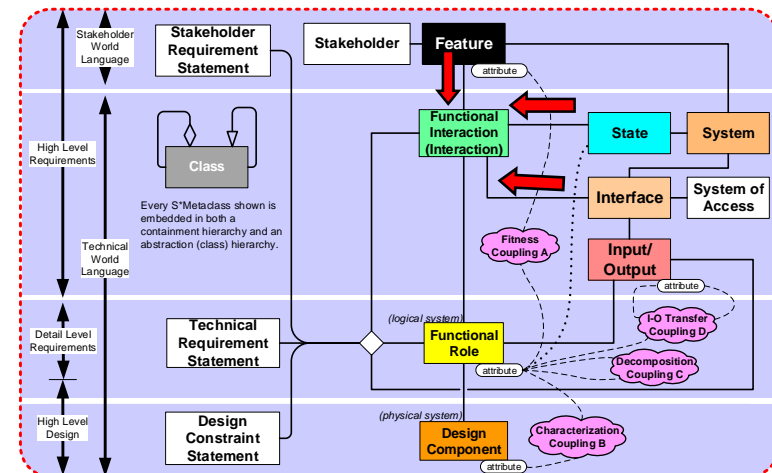 Stakeholder
World
Language
Stakeholder
Requirement
Statement
Stakeholder
Feature
attribute
High Level
Requirements
Technical
World
Language
Class
Every S*Metaclass shown is
embedded in both a
containment hierarchy and an
abstraction (class) hierarchy.
Functional
Interaction
(Interaction)
State
System
Interface
System of
Access
Fitness
Coupling A
Input/
Output
attribute
Detail Level
Requirements
Technical
Requirement
Statement
(logical system)
Functional
Role
attribute
I-O Transfer
Coupling D
Decomposition
Coupling C
High Level
Design
Design
Constraint
Statement
(physical system)
Design
Component
attribute
Characterization
Coupling B